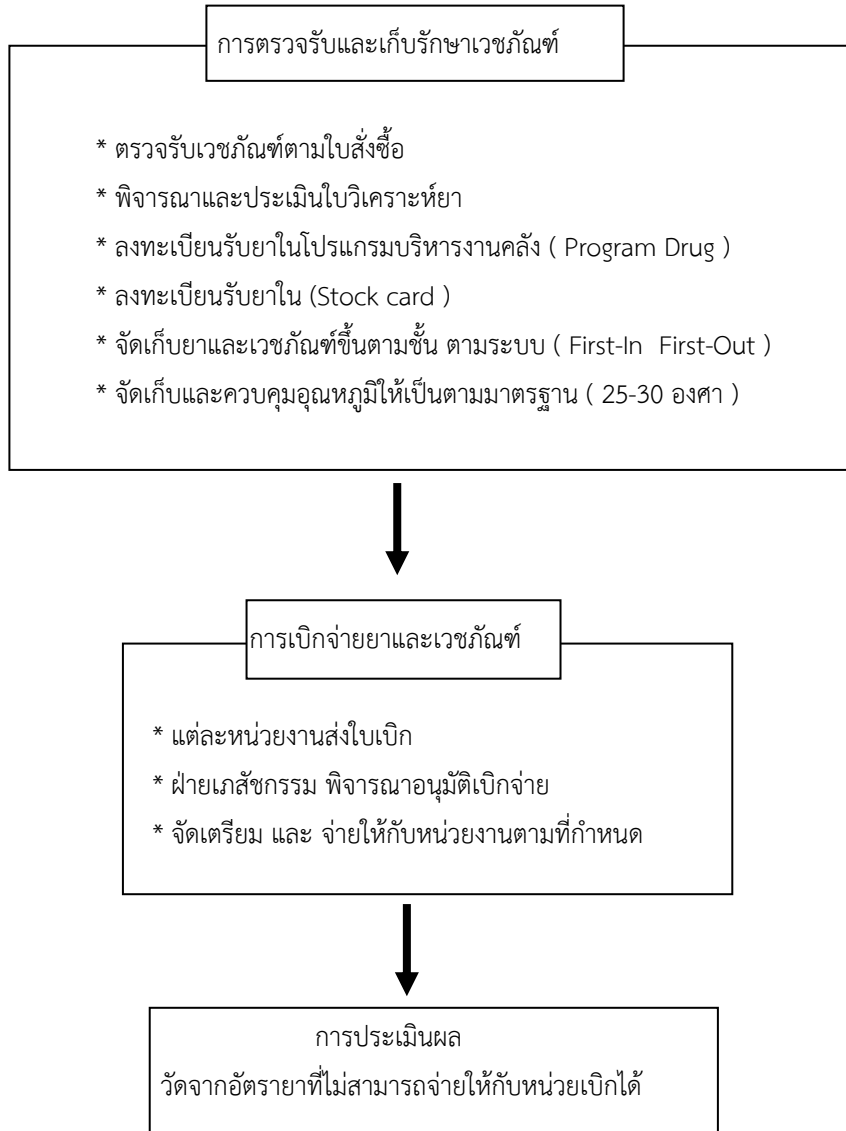 การตรวจรับและเก็บรักษาเวชภัณฑ์
* ตรวจรับเวชภัณฑ์ตามใบสั่งซื้อ
* พิจารณาและประเมินใบวิเคราะห์ยา
* ลงทะเบียนรับยาในโปรแกรมบริหารงานคลัง ( Program Drug )
* ลงทะเบียนรับยาใน (Stock card )
* จัดเก็บยาและเวชภัณฑ์ขึ้นตามชั้น ตามระบบ ( First-In First-Out )
* จัดเก็บและควบคุมอุณหภูมิให้เป็นตามมาตรฐาน ( 25-30 องศา )
การเบิกจ่ายยาและเวชภัณฑ์
* แต่ละหน่วยงานส่งใบเบิก
* ฝ่ายเภสัชกรรม พิจารณาอนุมัติเบิกจ่าย
* จัดเตรียม และ จ่ายให้กับหน่วยงานตามที่กำหนด
การประเมินผล
วัดจากอัตรายาที่ไม่สามารถจ่ายให้กับหน่วยเบิกได้